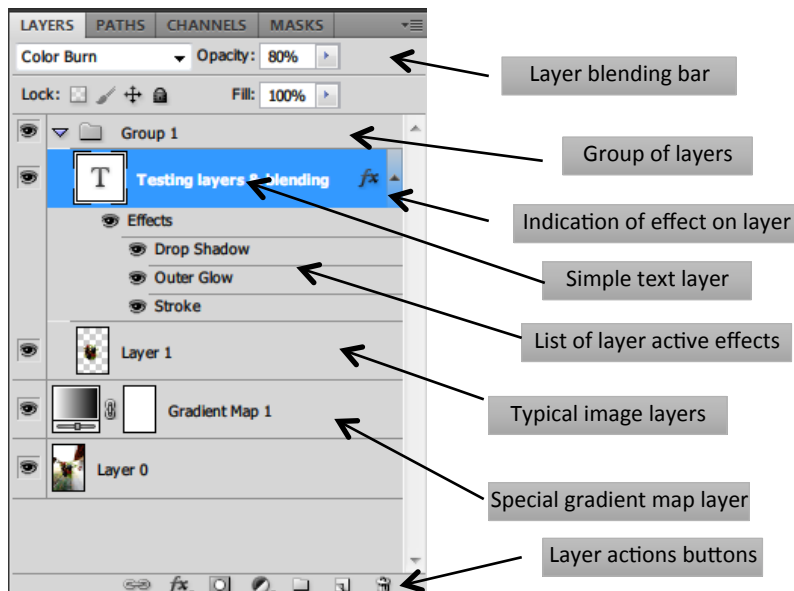 LAYERS PATHS CHANNELS MASKS
Color Burn Opacity: 80%
Layer blending bar
Lock: Fill: 100%
Group 1
Group of layers
T Testing layers & blending fx
Indication of effect on layer
Effects
Drop Shadow
Simple text layer
Outer Glow
Stroke
List of layer active effects
Layer 1
Typical image layers
Gradient Map 1
Layer 0
Special gradient map layer
Layer actions buttons
fx